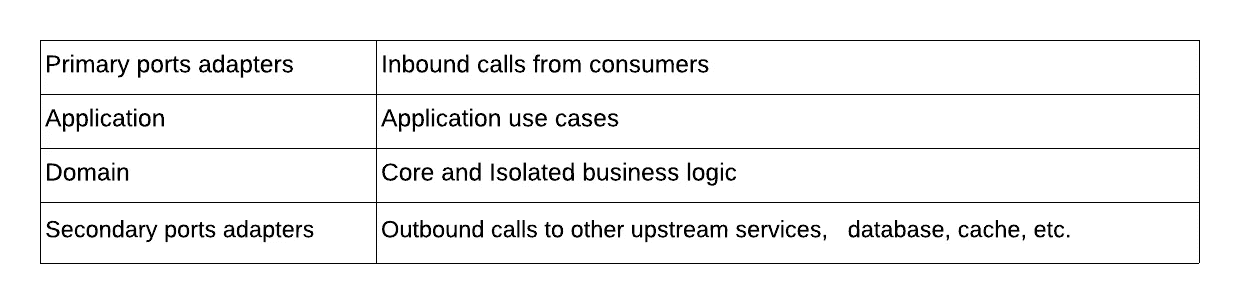 Primary ports adapters Inbound calls from consumers
Application Application use cases
Domain Core and Isolated business logic
Secondary ports adapters Outbound calls to other upstream services, database, cache, etc.